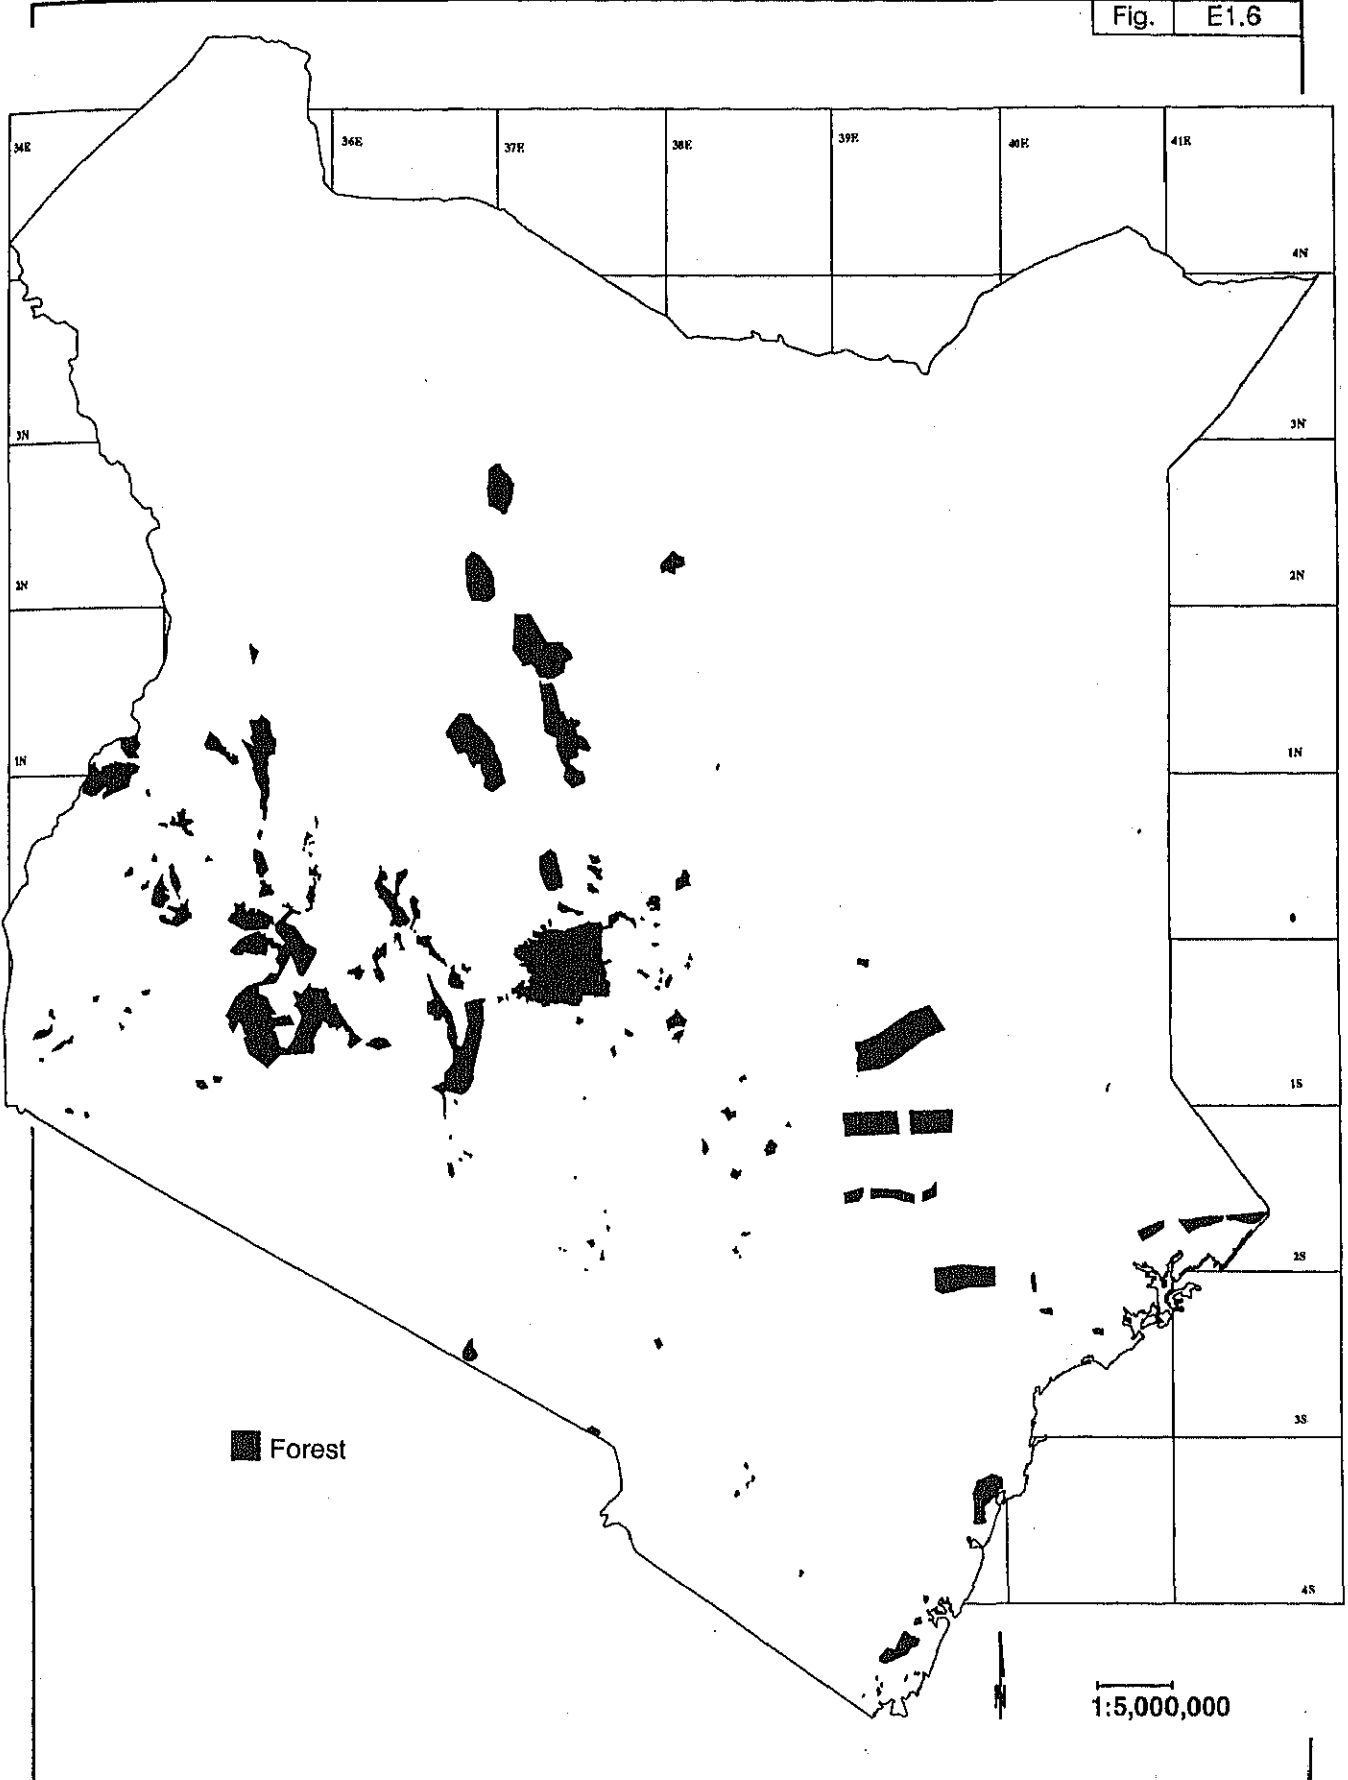 Fig. E1.6
34E 36E 37E 38E 39E 40E 41E
4N
3N 3N
2N 2N
1N 1N
1S
2S
3S
Forest
4S
N
1:5,000,000